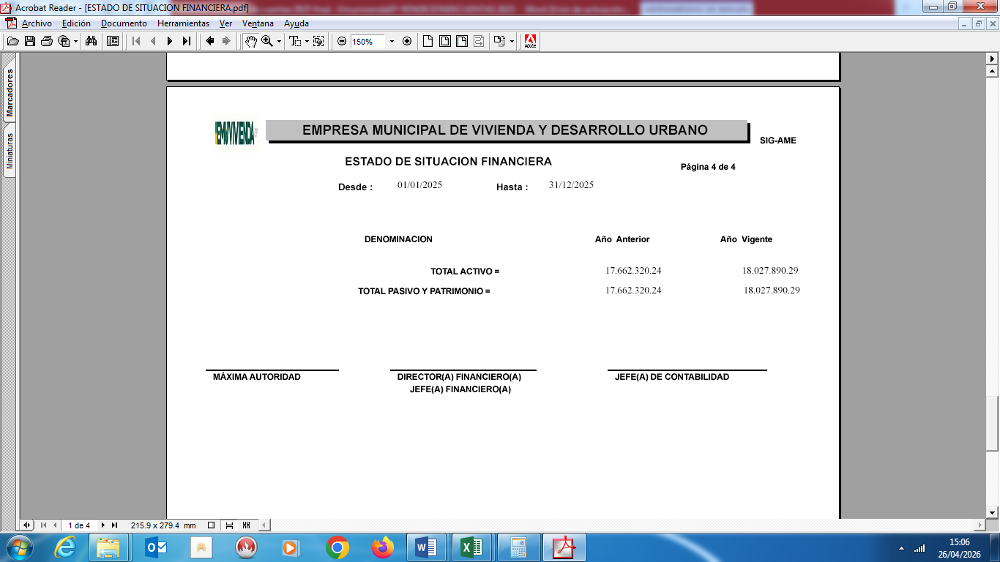 Acrobat Reader - [ESTADO DE SITUACION FINANCIERA.pdf]
Archivo Edición Documento Herramientas Ver Ventana Ayuda
150%
Adobe
Marcadores
Miniaturas
EMUVIVIENDA
EMPRESA MUNICIPAL DE VIVIENDA Y DESARROLLO URBANO
SIG-AME
ESTADO DE SITUACION FINANCIERA
Página 4 de 4
Desde : 01/01/2025 Hasta : 31/12/2025
DENOMINACION Año Anterior Año Vigente
TOTAL ACTIVO = 17.662.320.24 18.027.890.29
TOTAL PASIVO Y PATRIMONIO = 17.662.320.24 18.027.890.29
MÁXIMA AUTORIDAD DIRECTOR(A) FINANCIERO(A) JEFE(A) DE CONTABILIDAD
JEFE(A) FINANCIERO(A)
1 de 4 215.9 x 279.4 mm
15:06
26/04/2026